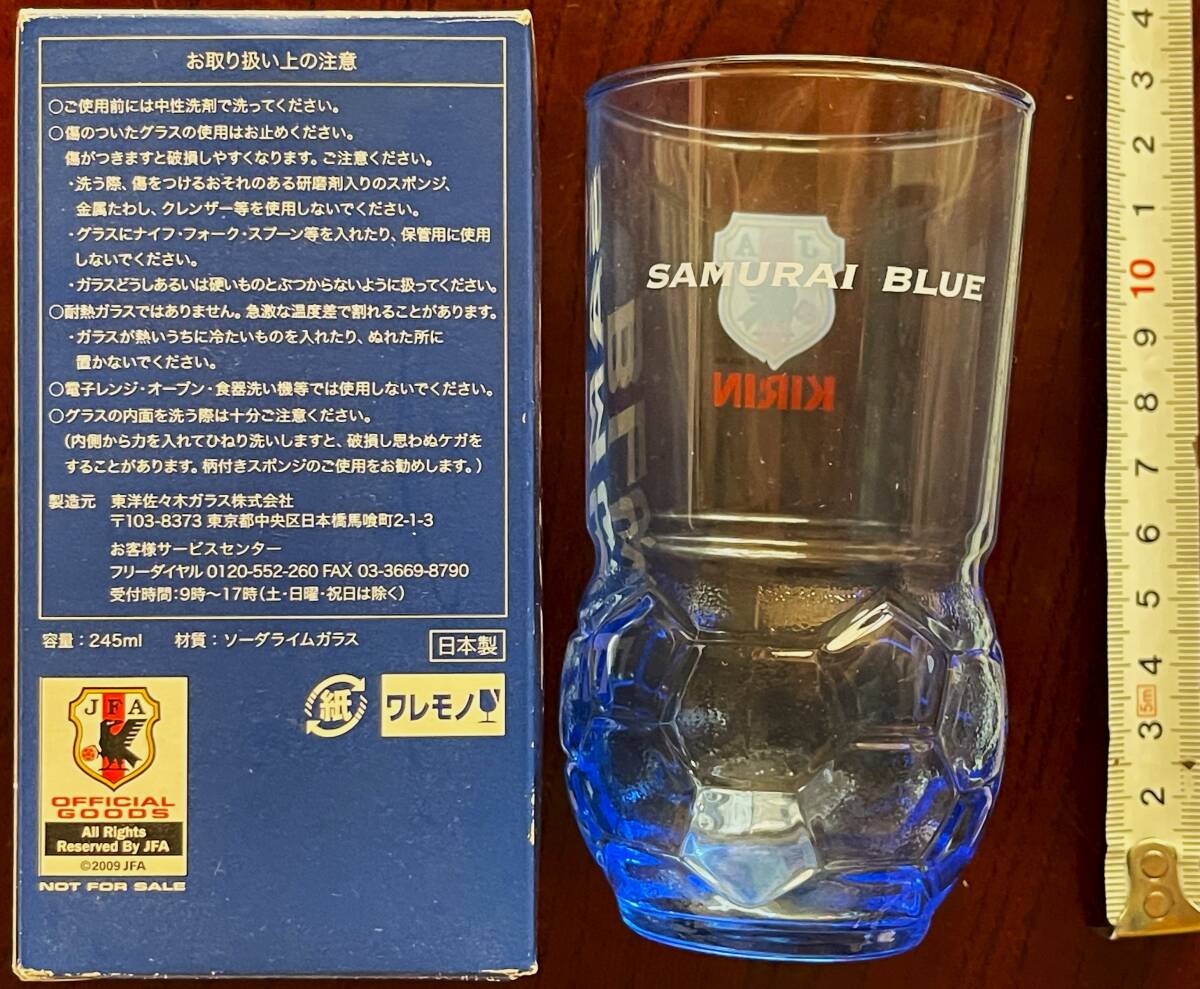 お取り扱い上の注意
○ご使用前には中性洗剤で洗ってください。
○傷のついたグラスの使用はお止めください。
傷がつきますと破損しやすくなります。ご注意ください。
・洗う際、傷をつけるおそれのある研磨剤入りのスポンジ、
金属たわし、クレンザー等を使用しないでください。
・グラスにナイフ・フォーク・スプーン等を入れたり、保管用に使用
しないでください。
・ガラスどうしあるいは硬いものとぶつからないように扱ってください。
○耐熱ガラスではありません。急激な温度差で割れることがあります。
・ガラスが熱いうちに冷たいものを入れたり、ぬれた所に
置かないでください。
○電子レンジ・オーブン・食器洗い機等では使用しないでください。
○グラスの内面を洗う際は十分ご注意ください。
(内側から力を入れてひねり洗いしますと、破損し思わぬケガを
することがあります。柄付きスポンジのご使用をお勧めします。)
製造元 東洋佐々木ガラス株式会社
〒103-8373 東京都中央区日本橋馬喰町2-1-3
お客様サービスセンター
フリーダイヤル 0120-552-260 FAX 03-3669-8790
受付時間:9時〜17時(土・日曜・祝日は除く)
容量:245ml 材質:ソーダライムガラス
日本製
紙
ワレモノ
JFA
OFFICIAL
GOODS
All Rights
Reserved By JFA
©2009 JFA
NOT FOR SALE
SAMURAI BLUE
JA
KIRIN
4
3
2
1
10
9
8
7
6
5
4
5m
3
2